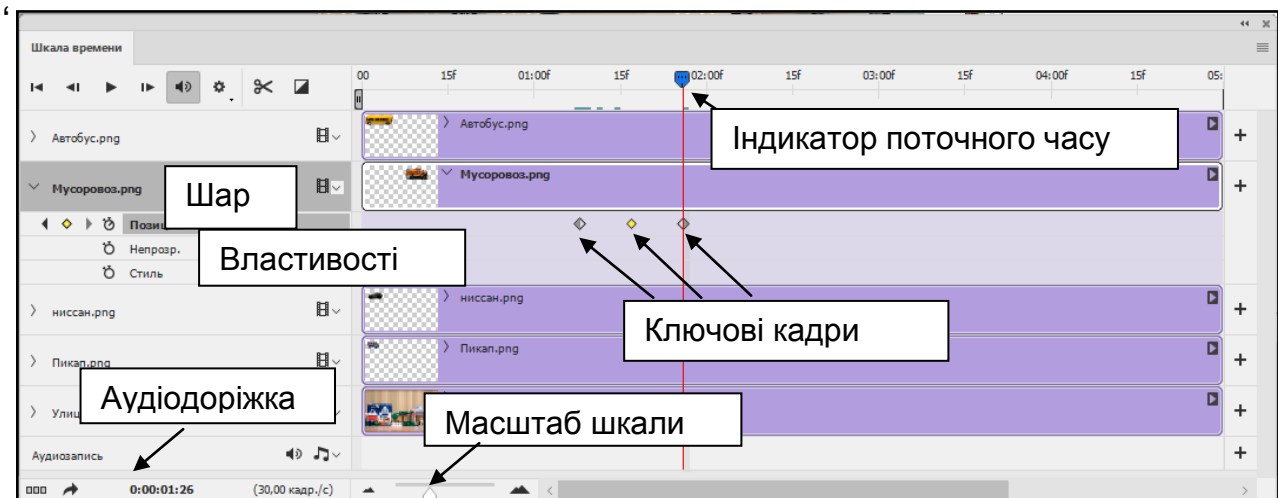 ‘
Шкала времени
00 15f 01:00f 15f 02:00f 15f 03:00f 15f 04:00f 15f 05:
Автобус.png
Автобус.png
Індикатор поточного часу
Мусоровоз.png
Мусоровоз.png
Шар
Непрозр.
Властивості
Стиль
ниссан.png
ниссан.png
Ключові кадри
Пикап.png
Пикап.png
Аудіодоріжка
Масштаб шкали
Аудиозапись
0:00:01:26 (30,00 кадр./с)